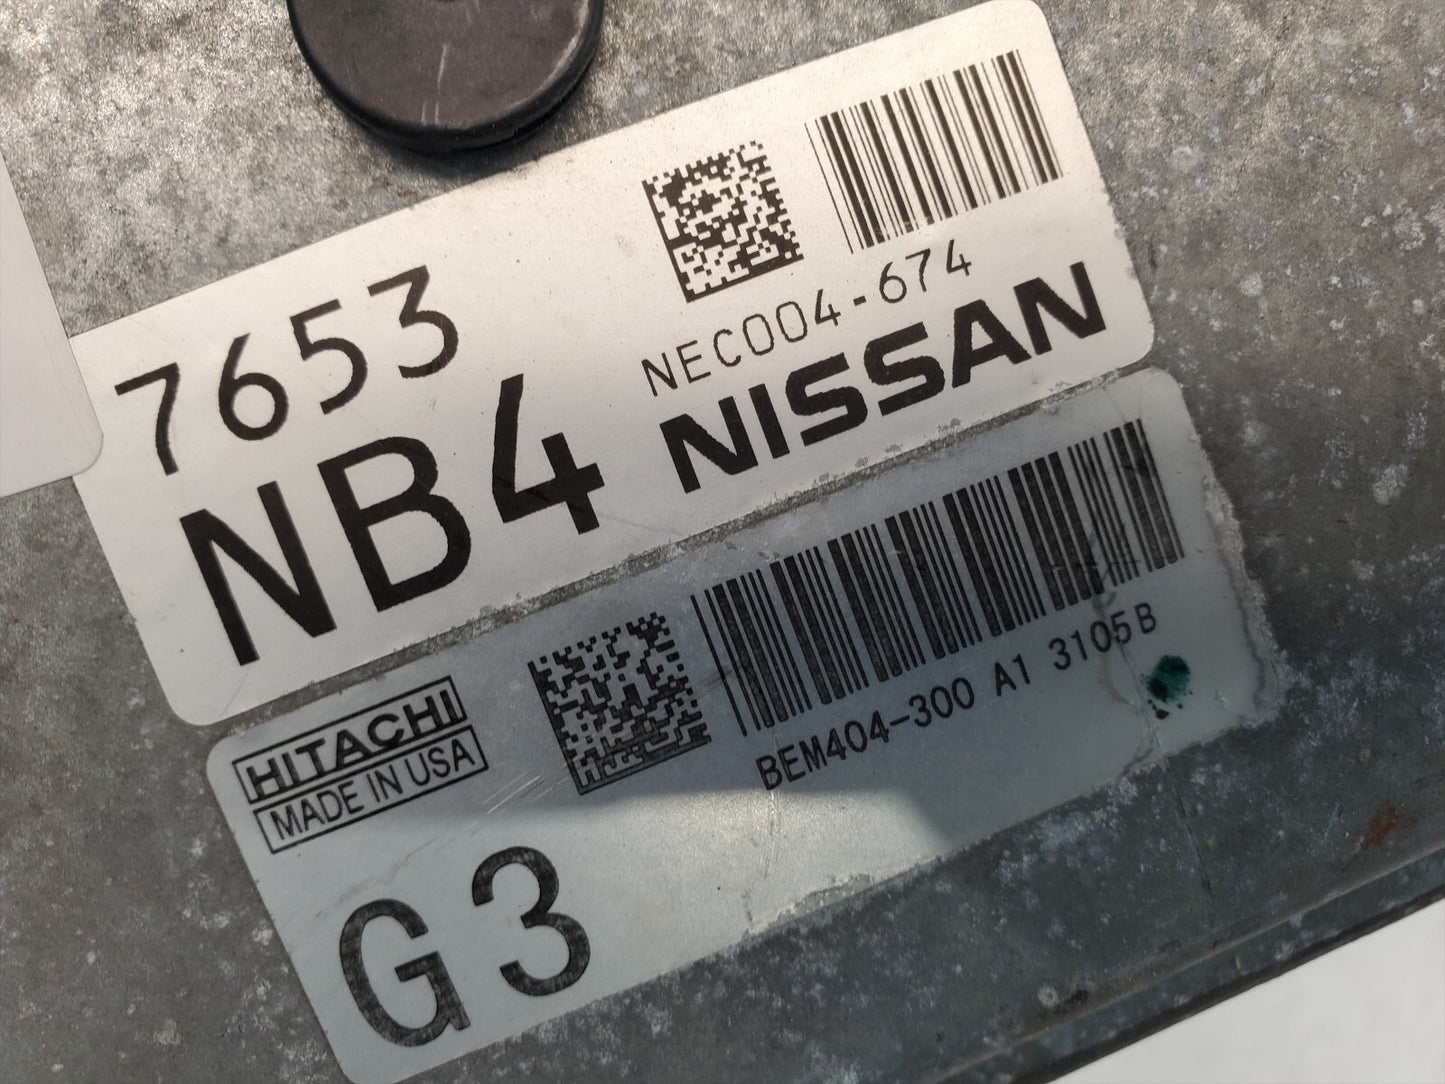 7653
NB4
NEC004-674
NISSAN
HITACHI
MADE IN USA
BEM404-300 A1 3105B
G3